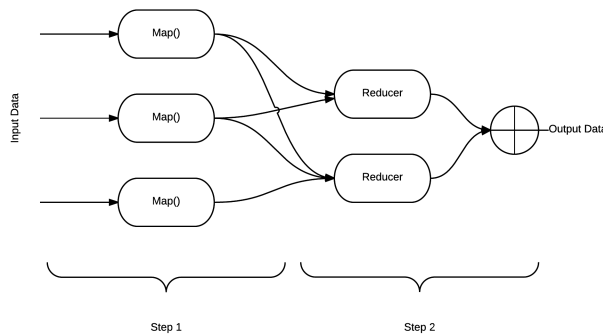 Input Data
Map()
Map()
Map()
Reducer
Reducer
Output Data
Step 1
Step 2